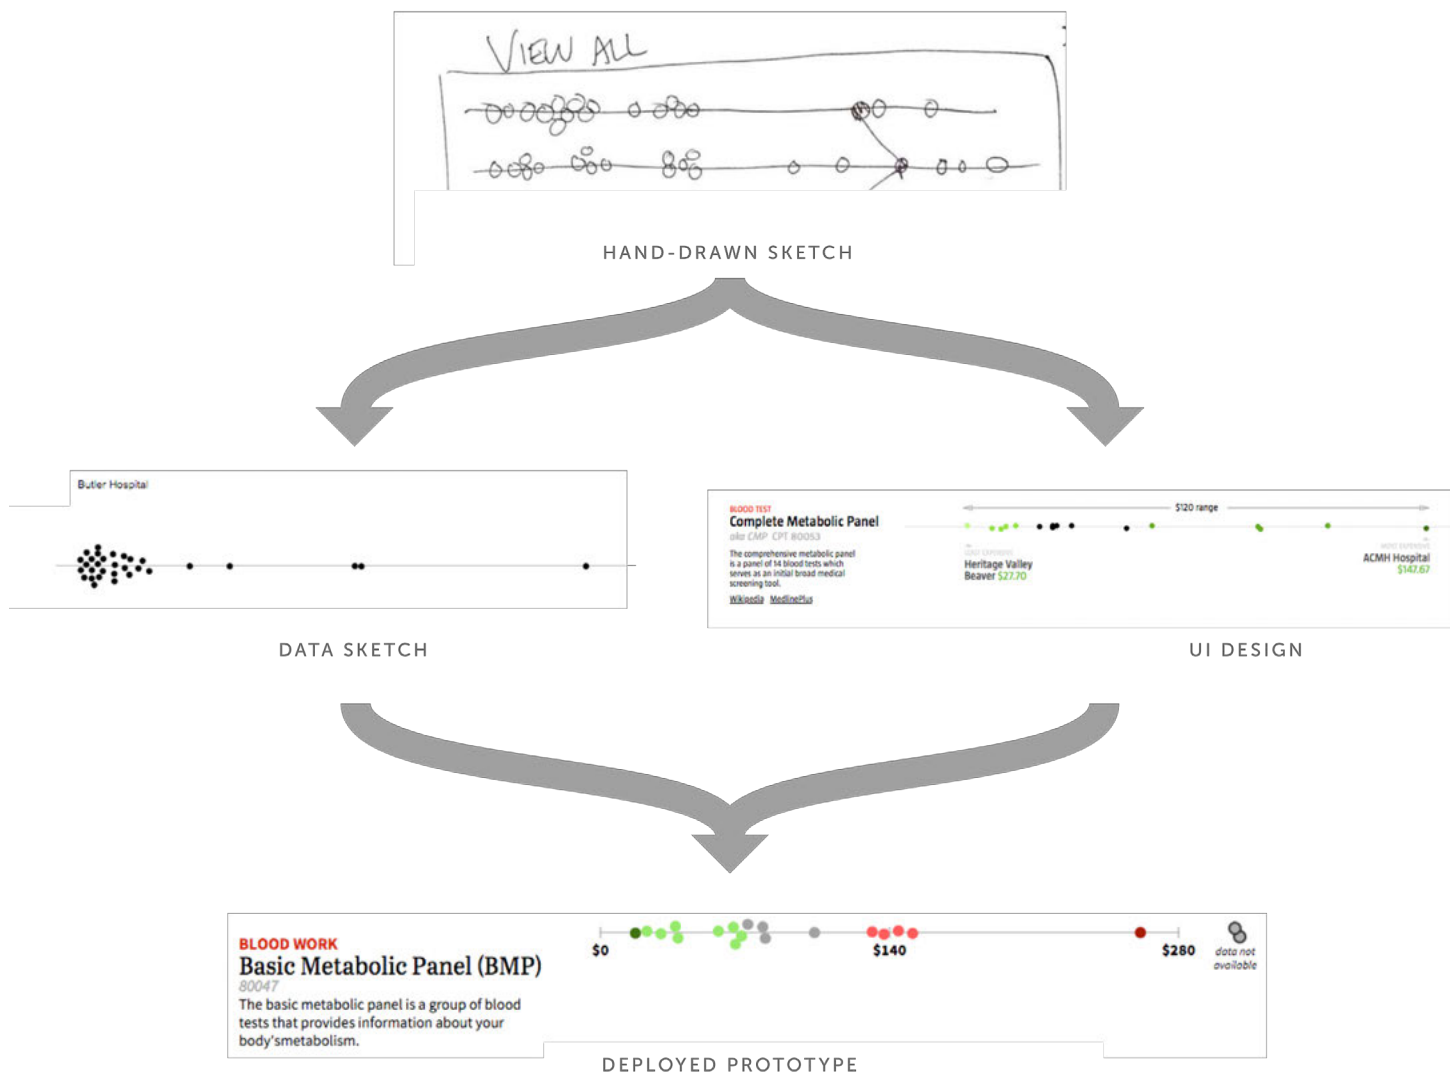 VIEW ALL
HAND-DRAWN SKETCH
Butler Hospital
DATA SKETCH
BLOOD TEST
Complete Metabolic Panel
aka CMP CPT 80053
The comprehensive metabolic panel
is a panel of 14 blood tests which
serves as an initial broad medical
screening tool.
Wikipedia MedlinePlus
$120 range
LEAST EXPENSIVE
Heritage Valley
Beaver $27.70
MOST EXPENSIVE
ACMH Hospital
$147.67
UI DESIGN
BLOOD WORK
Basic Metabolic Panel (BMP)
80047
The basic metabolic panel is a group of blood
tests that provides information about your
body'smetabolism.
$0 $140 $280
data not
available
DEPLOYED PROTOTYPE